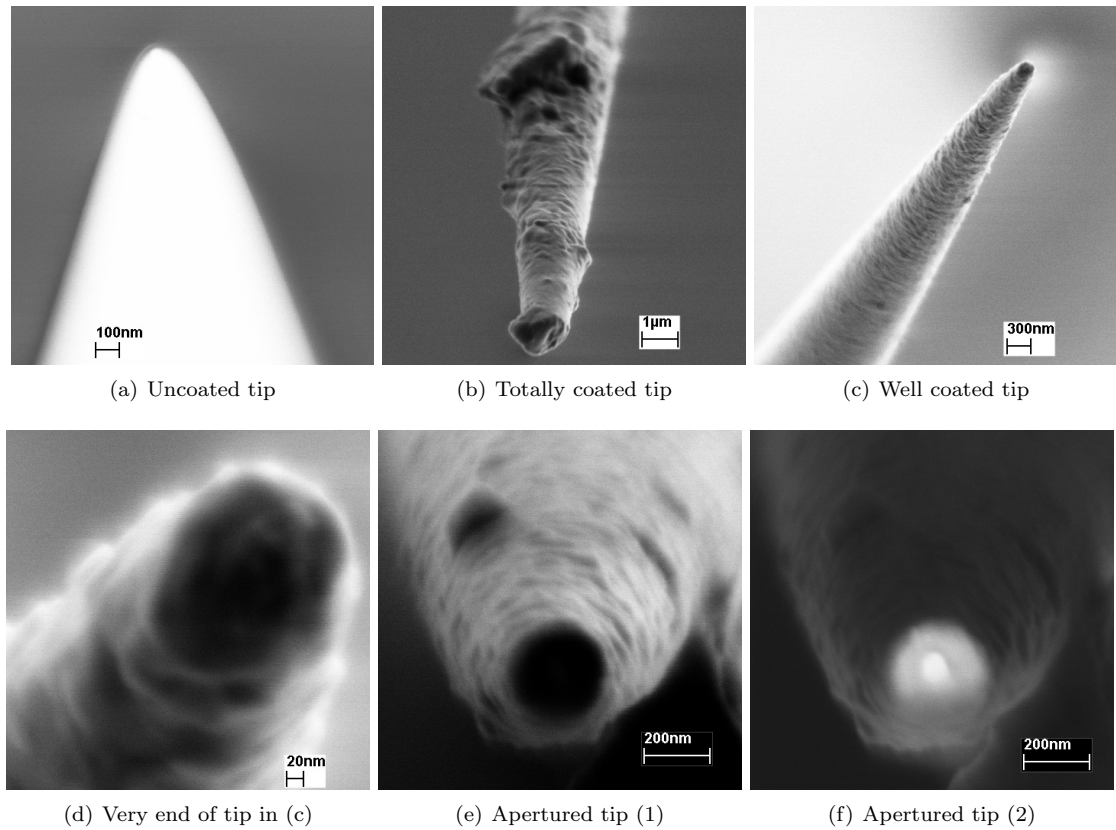 100nm
1µm
300nm
(a) Uncoated tip
(b) Totally coated tip
(c) Well coated tip
20nm
200nm
200nm
(d) Very end of tip in (c)
(e) Apertured tip (1)
(f) Apertured tip (2)